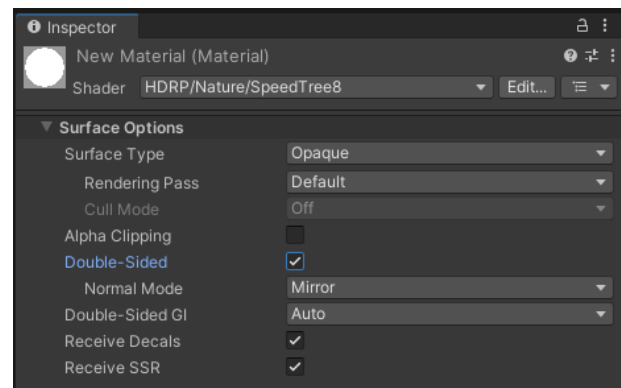 Inspector
New Material (Material)
Shader HDRP/Nature/SpeedTree8 Edit...
Surface Options
Surface Type Opaque
Rendering Pass Default
Cull Mode Off
Alpha Clipping
Double-Sided
Normal Mode Mirror
Double-Sided GI Auto
Receive Decals
Receive SSR